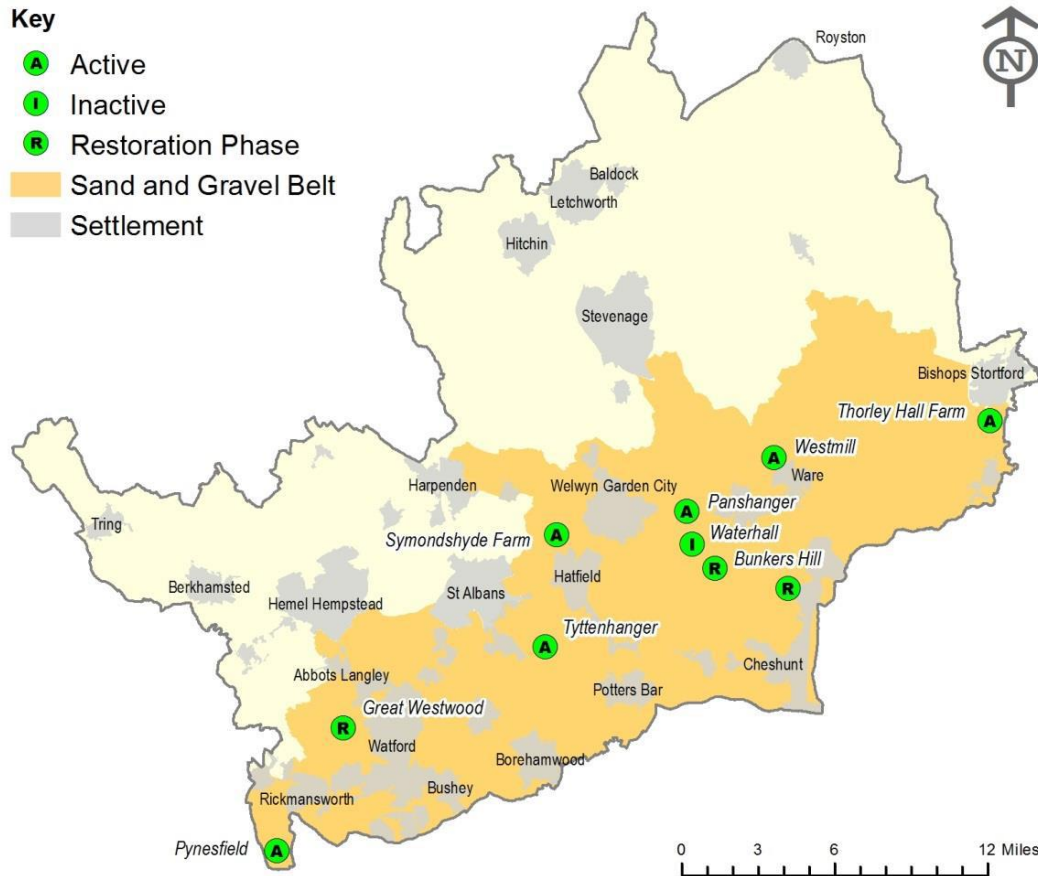 Key
A Active
I Inactive
R Restoration Phase
Sand and Gravel Belt
Settlement
N
Royston
Baldock
Letchworth
Hitchin
Stevenage
Bishops Stortford
Thorley Hall Farm
A
Westmill
A
Ware
Harpenden
Welwyn Garden City
Panshanger
A
Tring
Symondshyde Farm
A
Waterhall
I
Bunkers Hill
R
Hatfield
Berkhamsted
Hemel Hempstead
St Albans
R
Tyttenhanger
A
Cheshunt
Abbots Langley
Potters Bar
Great Westwood
R
Watford
Borehamwood
Bushey
Rickmansworth
Pynesfield
A
0 3 6 12 Miles